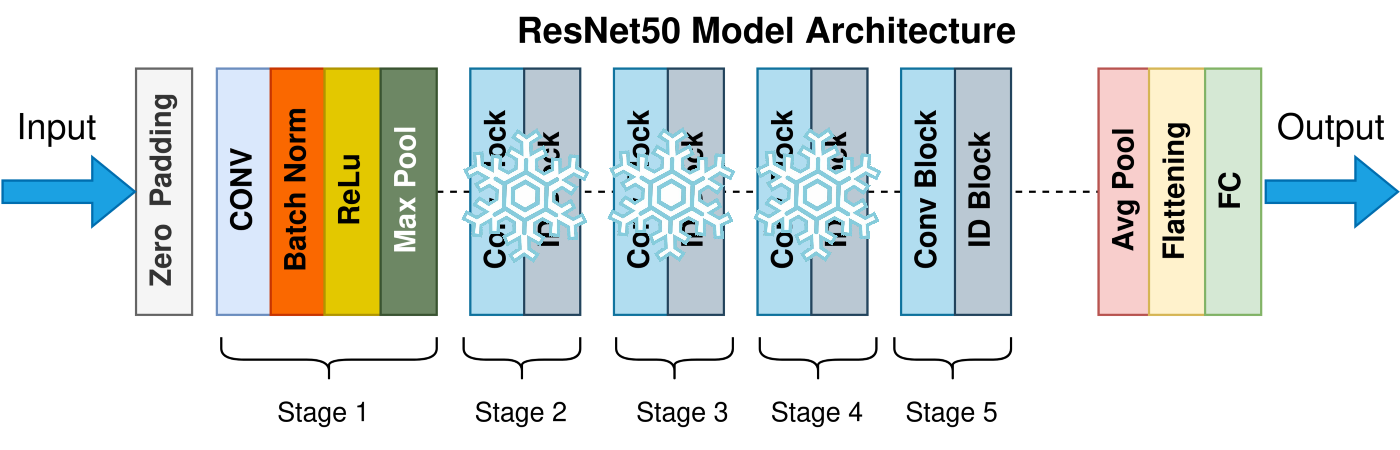 ResNet50 Model Architecture
Input
Zero Padding
CONV
Batch Norm
ReLu
Max Pool
Conv Block
ID Block
Avg Pool
Flattening
FC
Output
Stage 1
Stage 2
Stage 3
Stage 4
Stage 5